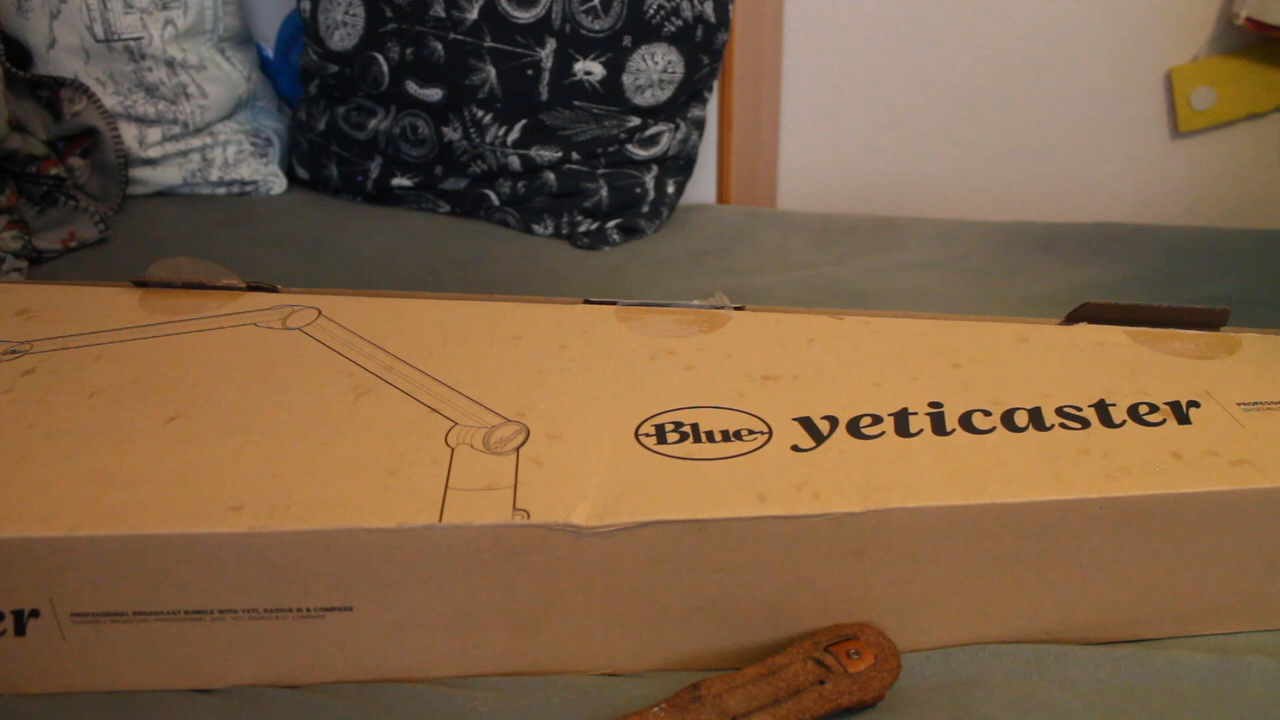 Blue yeticaster
er
PROFESSIONAL BROADCAST BUNDLE WITH YETI, RADIUS III & COMPASS